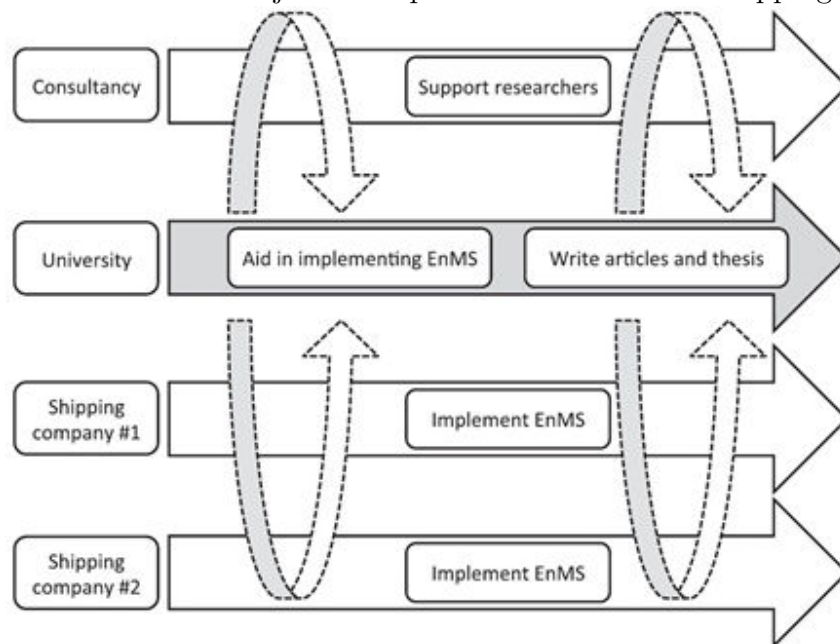 Consultancy
Support researchers
University
Aid in implementing EnMS
Write articles and thesis
Shipping
company #1
Implement EnMS
Shipping
company #2
Implement EnMS